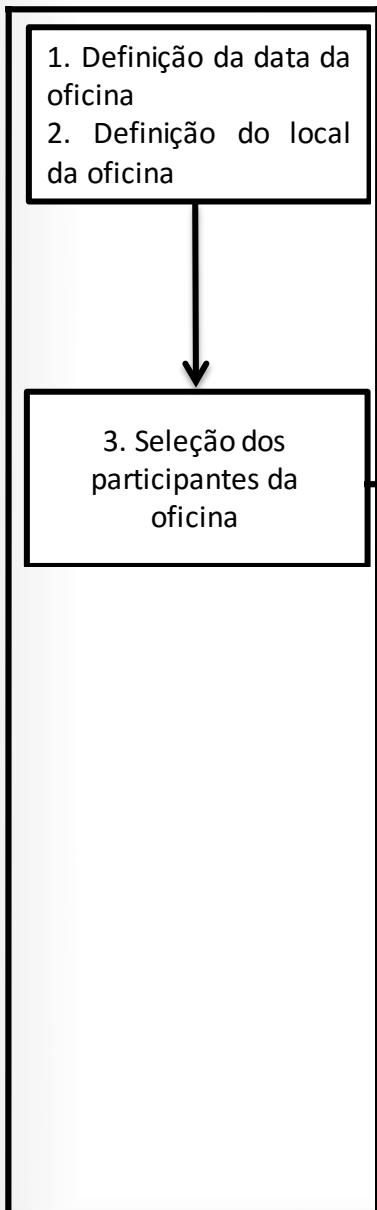 1. Definição da data da
oficina
2. Definição do local
da oficina
3. Seleção dos
participantes da
oficina